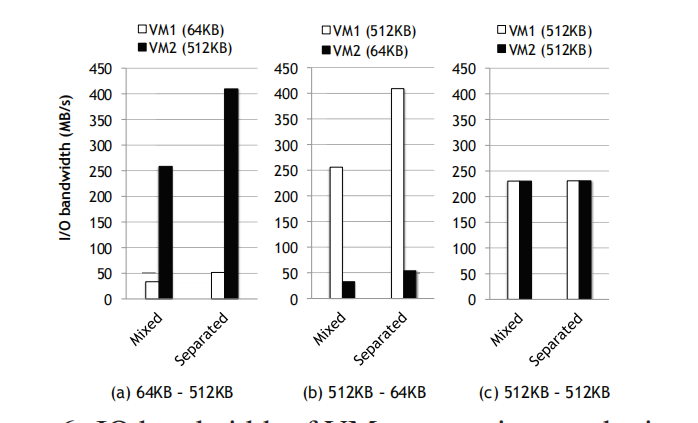 VM1 (64KB)
VM2 (512KB)
VM1 (512KB)
VM2 (64KB)
VM1 (512KB)
VM2 (512KB)
I/O bandwidth (MB/s)
450
400
350
300
250
200
150
100
50
0
Mixed
Separated
450
400
350
300
250
200
150
100
50
0
Mixed
Separated
450
400
350
300
250
200
150
100
50
0
Mixed
Separated
(a) 64KB - 512KB
(b) 512KB - 64KB
(c) 512KB - 512KB